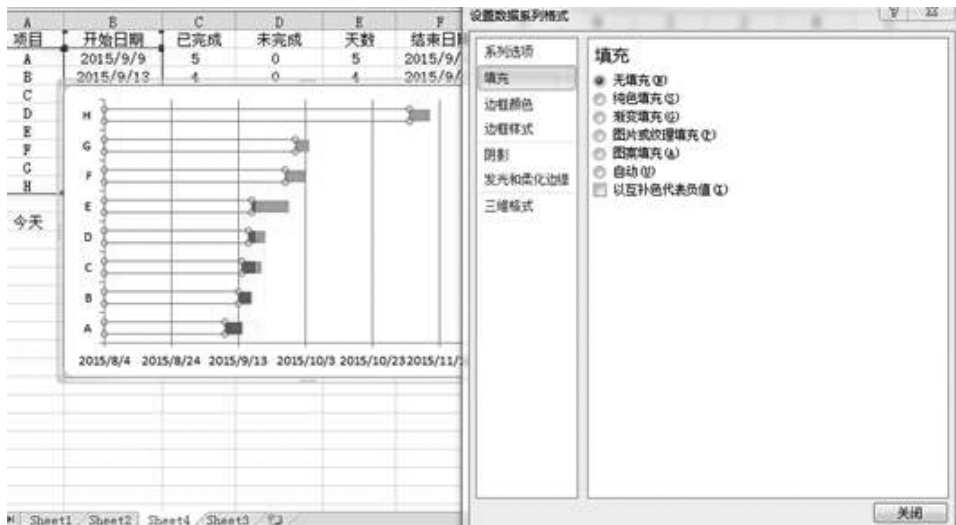 A B C D E F
项目 开始日期 已完成 未完成 天数 结束日期
A 2015/9/9 5 0 5 2015/9/
B 2015/9/13 4 0 4 2015/9/
C
D
E
F
G
H
今天
H
G
F
E
D
C
B
A
2015/8/4 2015/8/24 2015/9/13 2015/10/3 2015/10/23 2015/11/
Sheet1 Sheet2 Sheet4 Sheet3
设置数据系列格式
系列选项
填充
边框颜色
边框样式
阴影
发光和柔化边缘
三维格式
填充
无填充(N)
纯色填充(S)
渐变填充(G)
图片或纹理填充(P)
图案填充(A)
自动(U)
以互补色代表负值(I)
关闭